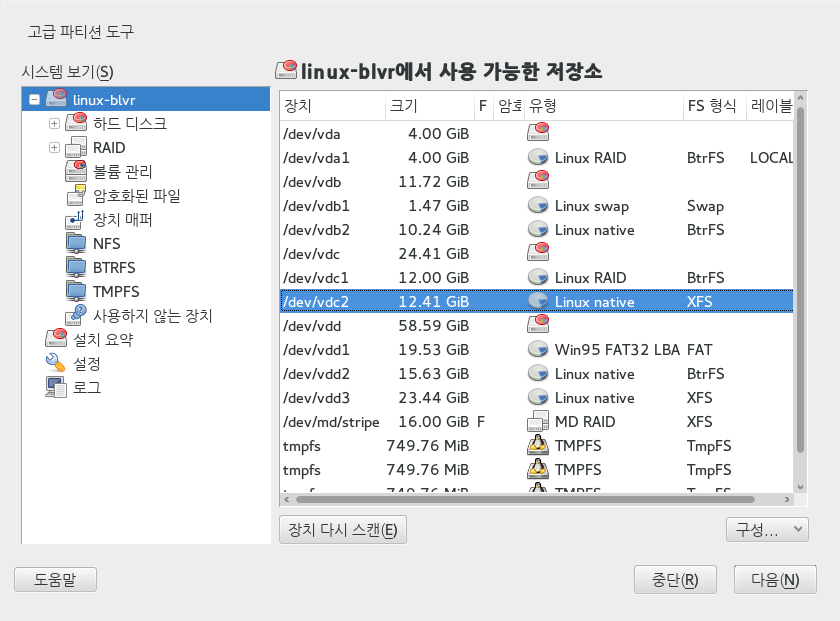 고급 파티션 도구
시스템 보기(S)
linux-blvr
하드 디스크
RAID
볼륨 관리
암호화된 파일
장치 매퍼
NFS
BTRFS
TMPFS
사용하지 않는 장치
설치 요약
설정
로그
linux-blvr에서 사용 가능한 저장소
장치 크기 F 암호 유형 FS 형식 레이블
/dev/vda 4.00 GiB
/dev/vda1 4.00 GiB Linux RAID BtrFS LOCAL
/dev/vdb 11.72 GiB
/dev/vdb1 1.47 GiB Linux swap Swap
/dev/vdb2 10.24 GiB Linux native BtrFS
/dev/vdc 24.41 GiB
/dev/vdc1 12.00 GiB Linux RAID BtrFS
/dev/vdc2 12.41 GiB Linux native XFS
/dev/vdd 58.59 GiB
/dev/vdd1 19.53 GiB Win95 FAT32 LBA FAT
/dev/vdd2 15.63 GiB Linux native BtrFS
/dev/vdd3 23.44 GiB Linux native XFS
/dev/md/stripe 16.00 GiB F MD RAID XFS
tmpfs 749.76 MiB TMPFS TmpFS
tmpfs 749.76 MiB TMPFS TmpFS
장치 다시 스캔(E)
구성...
도움말
중단(R)
다음(N)